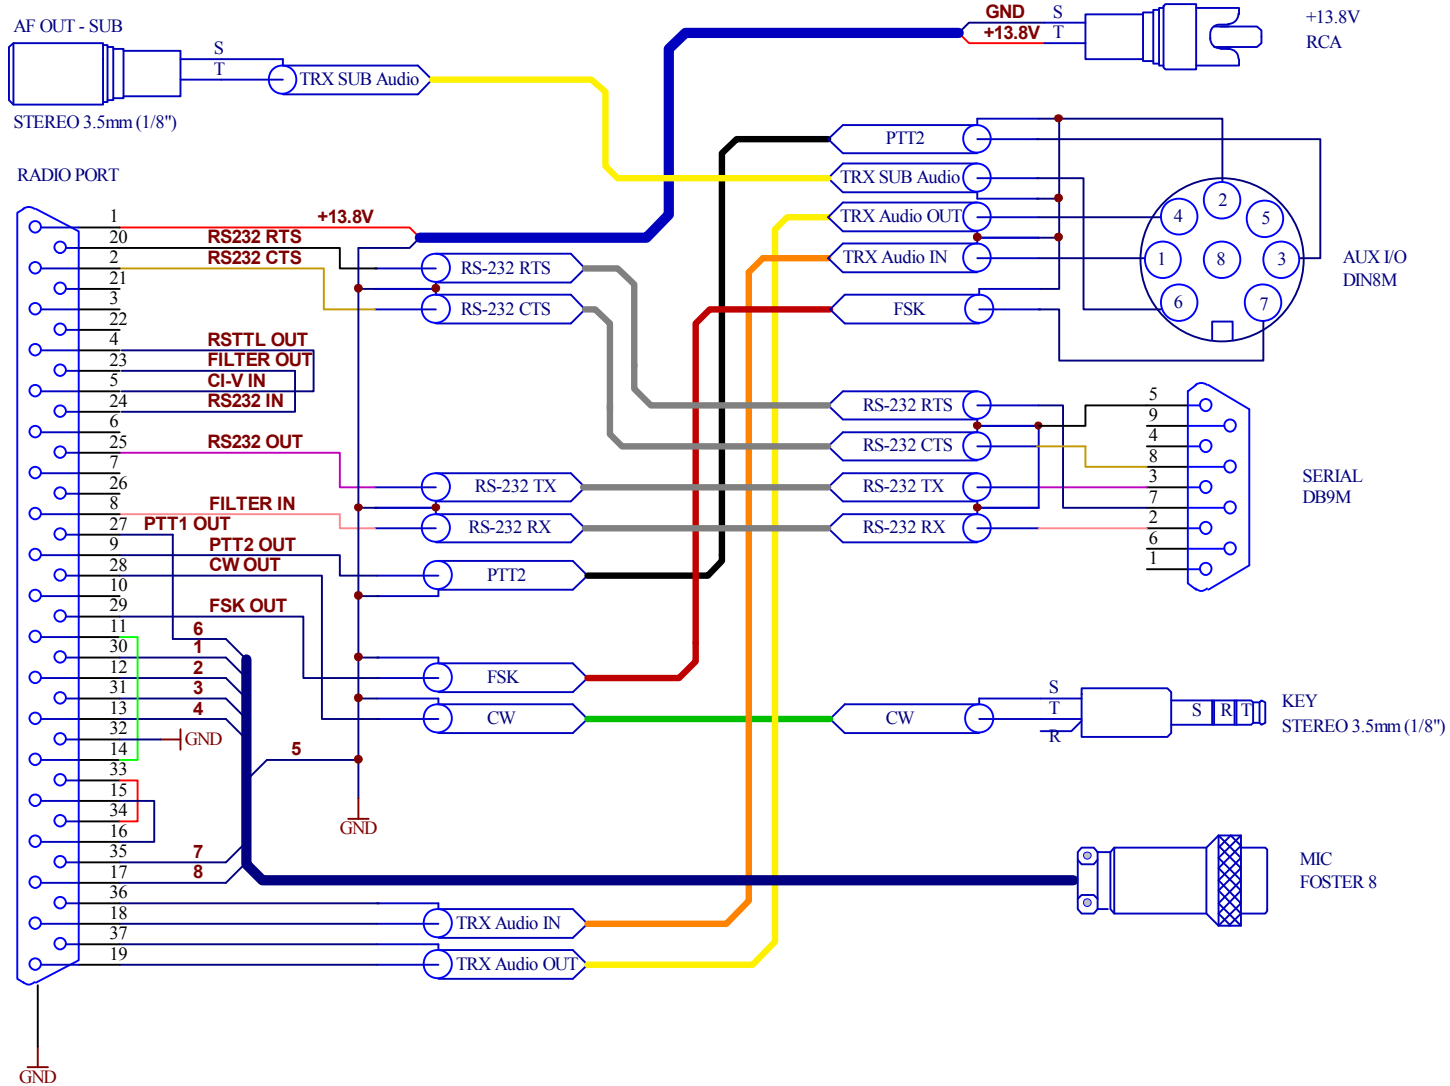 AF OUT - SUB
S
T
TRX SUB Audio
STEREO 3.5mm (1/8")
GND
S
+13.8V
T
+13.8V
RCA
RADIO PORT
1
+13.8V
20
RS232 RTS
2
RS232 CTS
21
3
22
4
RSTTL OUT
23
FILTER OUT
5
CI-V IN
24
RS232 IN
6
25
RS232 OUT
7
26
8
FILTER IN
27
PTT1 OUT
9
PTT2 OUT
28
CW OUT
10
29
FSK OUT
11
6
30
1
12
2
31
3
13
4
32
GND
14
5
33
15
34
16
35
7
17
8
36
18
37
19
GND
RS-232 RTS
RS-232 CTS
RS-232 TX
RS-232 RX
PTT2
FSK
CW
GND
TRX Audio IN
TRX Audio OUT
PTT2
TRX SUB Audio
TRX Audio OUT
TRX Audio IN
FSK
2
4
5
1
8
3
6
7
AUX I/O
DIN8M
RS-232 RTS
RS-232 CTS
RS-232 TX
RS-232 RX
5
9
4
8
3
7
2
6
1
SERIAL
DB9M
CW
S
T
R
S R T
KEY
STEREO 3.5mm (1/8")
MIC
FOSTER 8